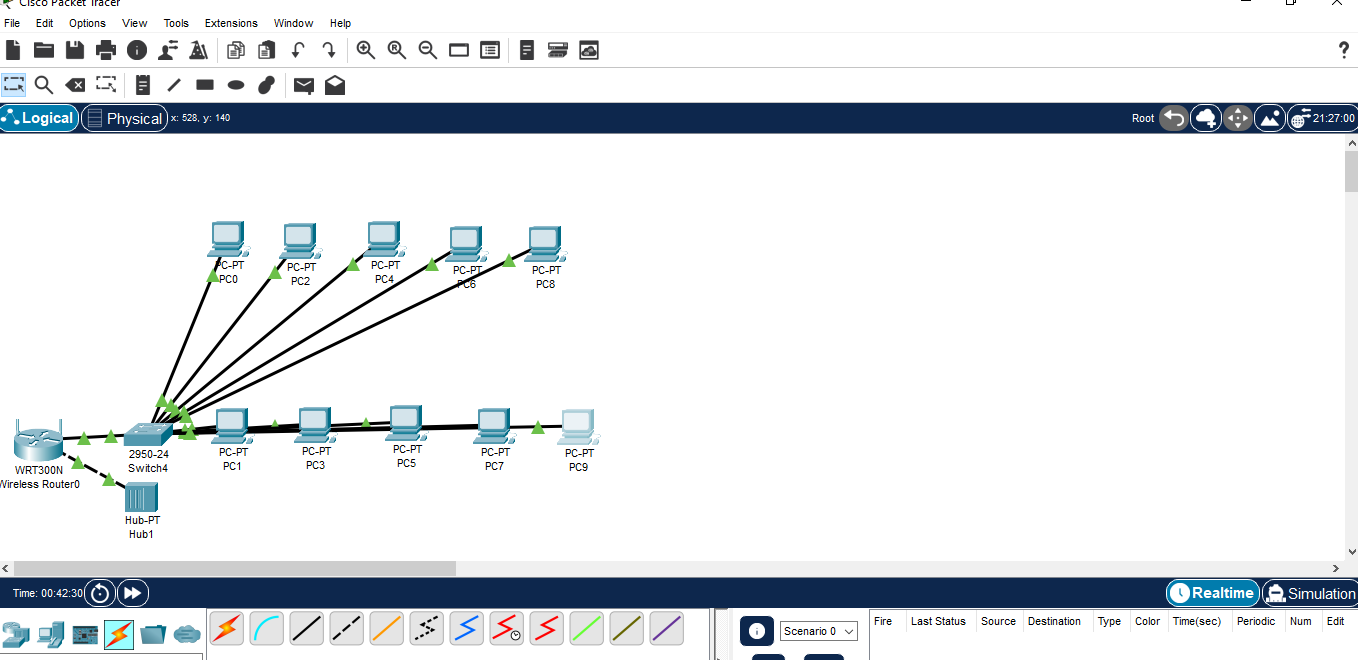 Cisco Packet Tracer
File Edit Options View Tools Extensions Window Help
?
Logical Physical x: 528, y: 140 Root 21:27:00
PC-PT PC0
PC-PT PC2
PC-PT PC4
PC-PT PC6
PC-PT PC8
WRT300N
Wireless Router0
2950-24
Switch4
PC-PT PC1
PC-PT PC3
PC-PT PC5
PC-PT PC7
PC-PT PC9
Hub-PT
Hub1
Time: 00:42:30 Realtime Simulation
Scenario 0
Fire Last Status Source Destination Type Color Time(sec) Periodic Num Edit